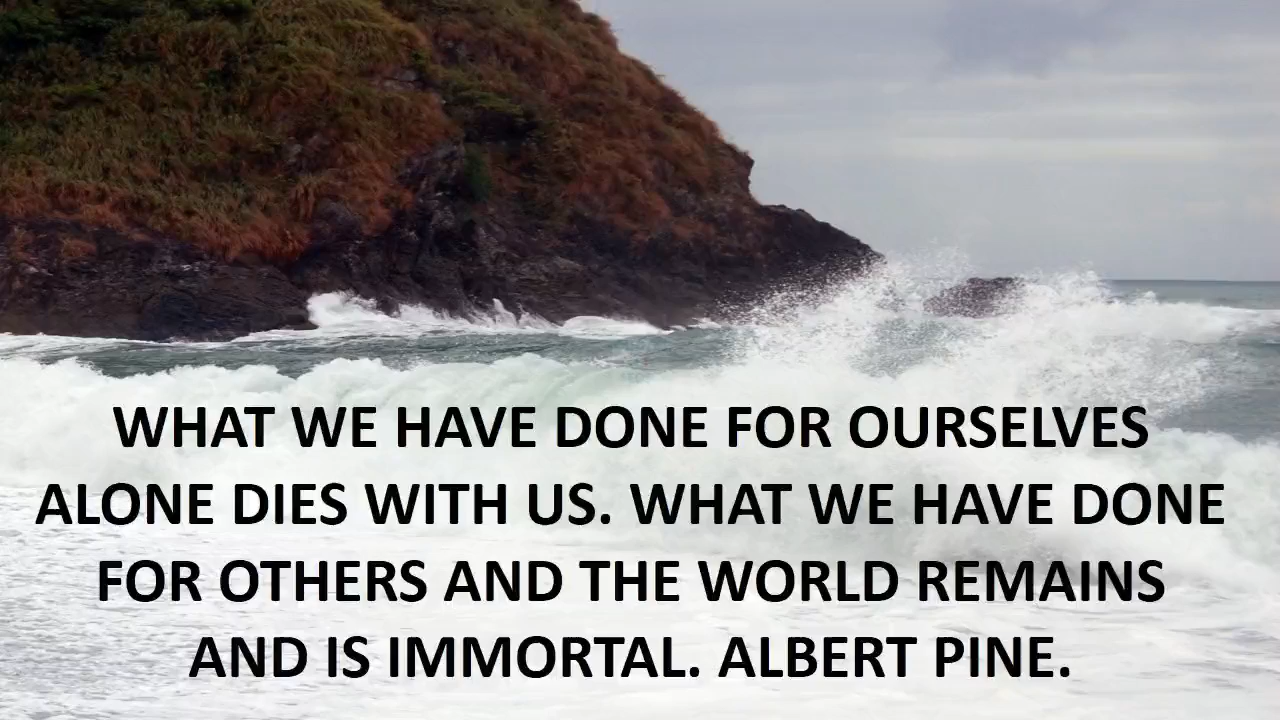 WHAT WE HAVE DONE FOR OURSELVES
ALONE DIES WITH US. WHAT WE HAVE DONE
FOR OTHERS AND THE WORLD REMAINS
AND IS IMMORTAL. ALBERT PINE.